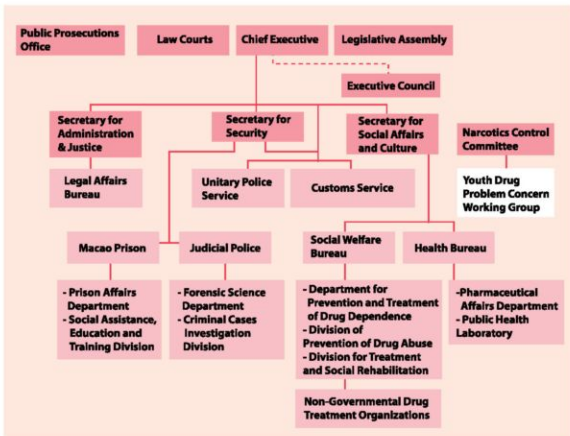 Public Prosecutions
Office
Law Courts
Chief Executive
Legislative Assembly
Executive Council
Secretary for
Administration
& Justice
Secretary for
Security
Secretary for
Social Affairs
and Culture
Narcotics Control
Committee
Legal Affairs
Bureau
Unitary Police
Service
Customs Service
Youth Drug
Problem Concern
Working Group
Macao Prison
Judicial Police
Social Welfare
Bureau
Health Bureau
- Prison Affairs
Department
- Social Assistance,
Education and
Training Division
- Forensic Science
Department
- Criminal Cases
Investigation
Division
- Department for
Prevention and Treatment
of Drug Dependence
- Division of
Prevention of Drug Abuse
- Division for Treatment
and Social Rehabilitation
-Pharmaceutical
Affairs Department
- Public Health
Laboratory
Non-Governmental Drug
Treatment Organizations